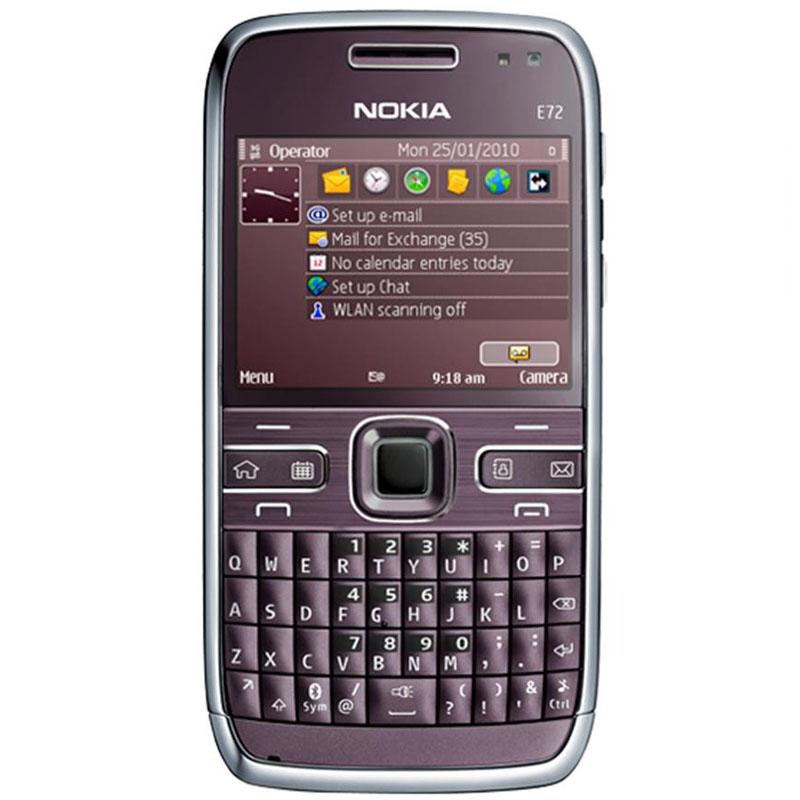 NOKIA E72
Operator Mon 25/01/2010
@ Set up e-mail
Mail for Exchange (35)
12 No calendar entries today
Set up Chat
WLAN scanning off
Menu 9:18 am Camera
1 2 3 * + =
Q W E R T Y U I O P
4 5 6 # -
A S D F G H J K L
7 8 9 0 ; :
Z X C V B N M , .
/ ( ) &
Sym @ ? ! ' Ctrl